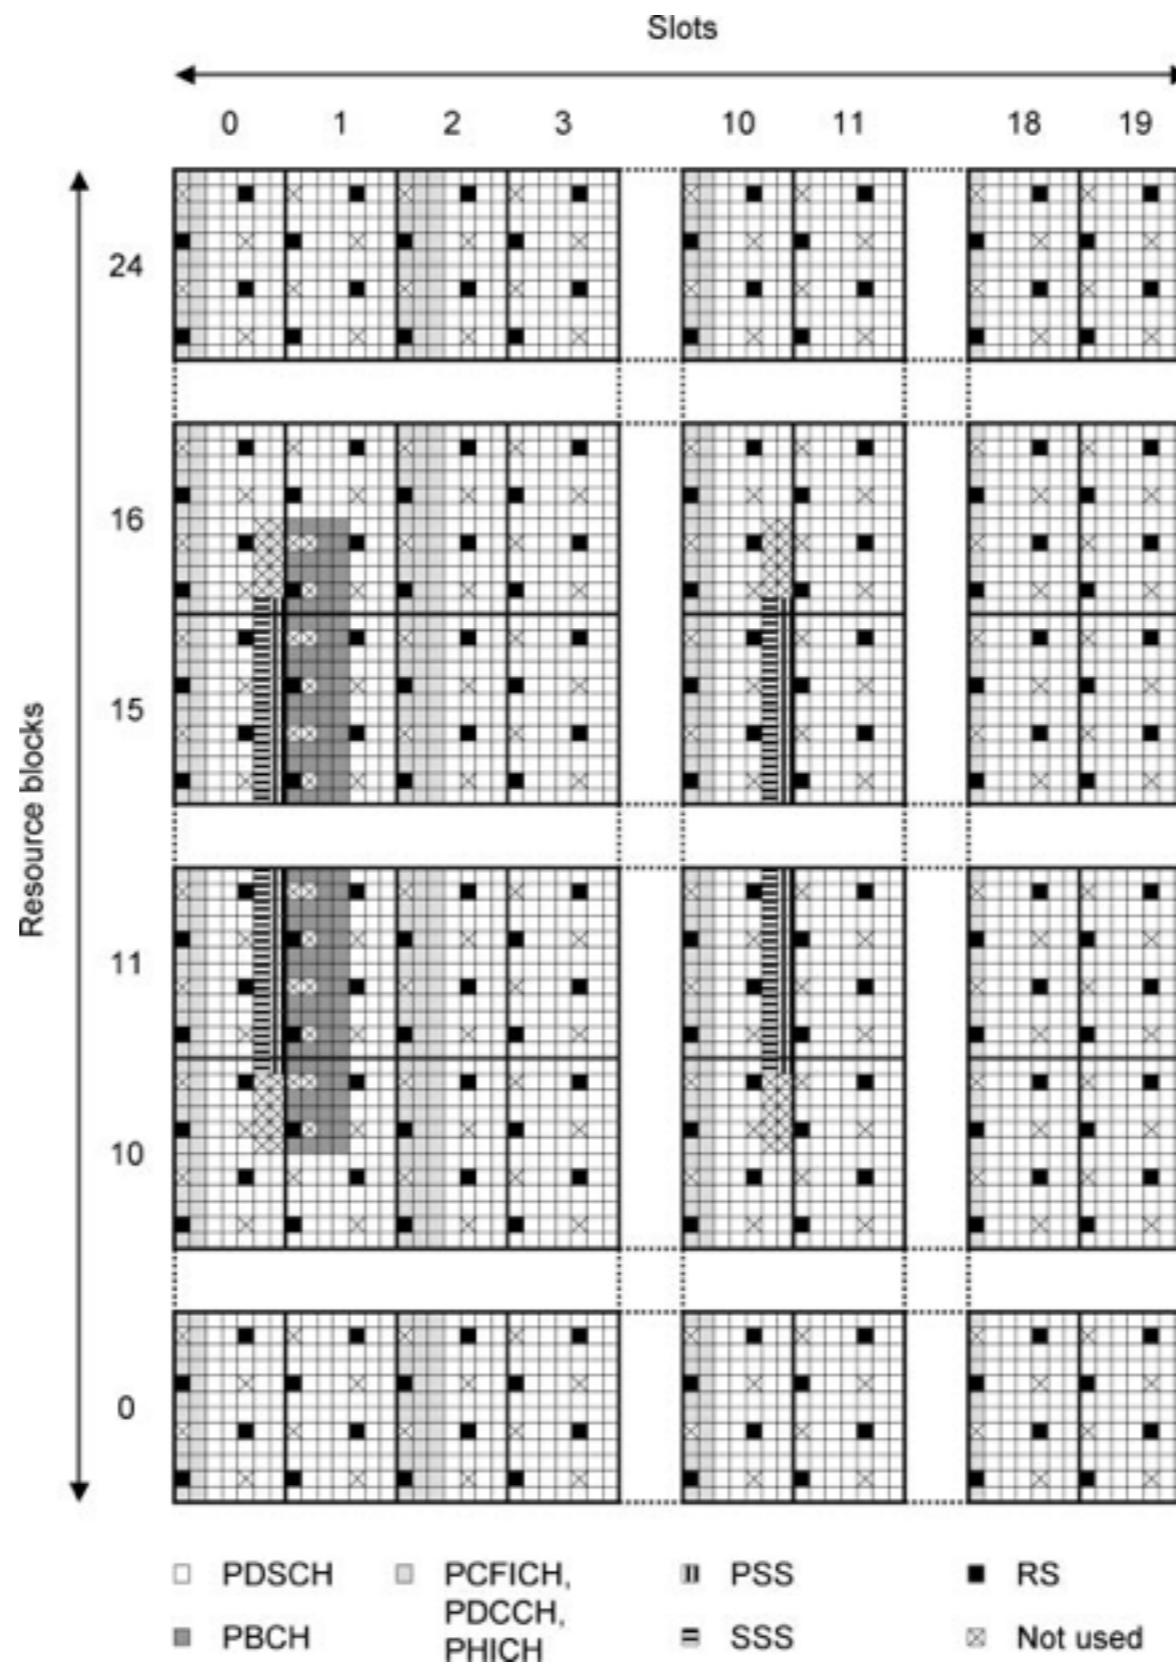 Slots
0 1 2 3 10 11 18 19
24
16
15
Resource blocks
11
10
0
PDSCH PCFICH, PSS RS
PDCCH,
PBCH PHICH SSS Not used